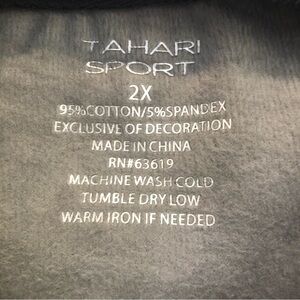 TAHARI
SPORT
2X
95%COTTON/5%SPANDEX
EXCLUSIVE OF DECORATION
MADE IN CHINA
RN#63619
MACHINE WASH COLD
TUMBLE DRY LOW
WARM IRON IF NEEDED